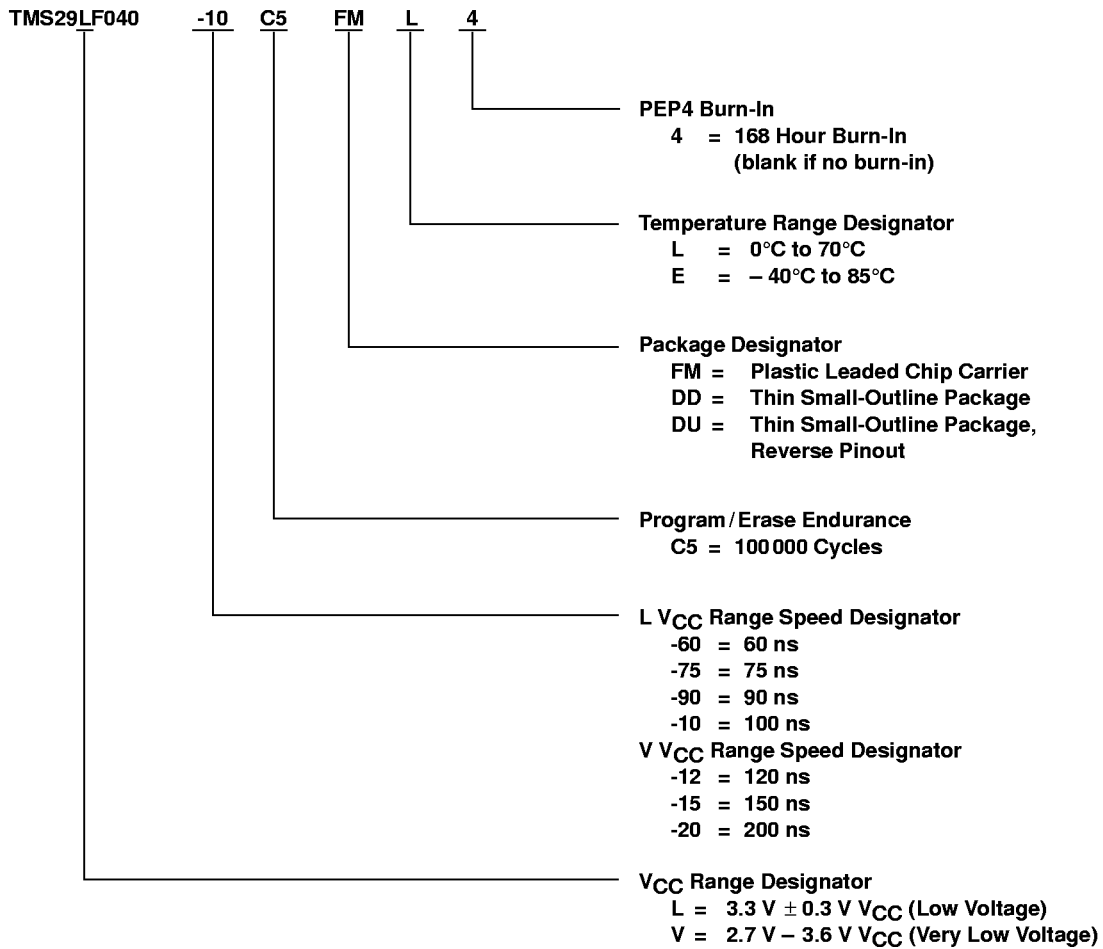 TMS29LF040 -10 C5 FM L 4
PEP4 Burn-In
4 = 168 Hour Burn-In
(blank if no burn-in)
Temperature Range Designator
L = 0°C to 70°C
E = – 40°C to 85°C
Package Designator
FM = Plastic Leaded Chip Carrier
DD = Thin Small-Outline Package
DU = Thin Small-Outline Package,
Reverse Pinout
Program/Erase Endurance
C5 = 100 000 Cycles
L VCC Range Speed Designator
-60 = 60 ns
-75 = 75 ns
-90 = 90 ns
-10 = 100 ns
V VCC Range Speed Designator
-12 = 120 ns
-15 = 150 ns
-20 = 200 ns
VCC Range Designator
L = 3.3 V ± 0.3 V VCC (Low Voltage)
V = 2.7 V – 3.6 V VCC (Very Low Voltage)